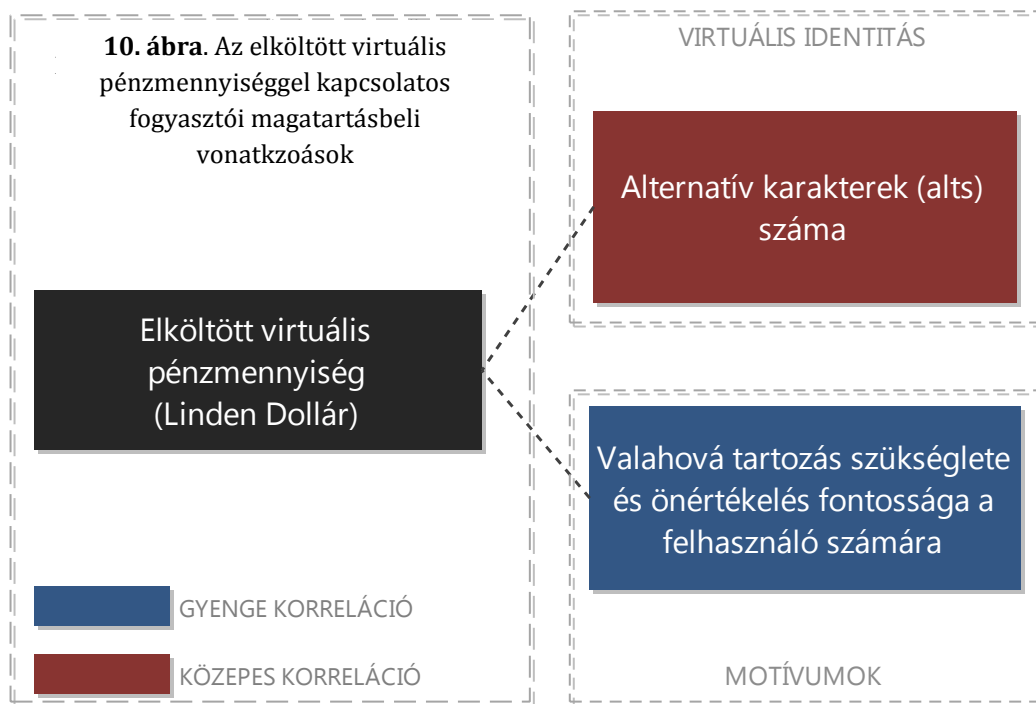 10. ábra. Az elköltött virtuális
pénzmennyiséggel kapcsolatos
fogyasztói magatartásbeli
vonatkzoások
Elköltött virtuális
pénzmennyiség
(Linden Dollár)
GYENGE KORRELÁCIÓ
KÖZEPES KORRELÁCIÓ
VIRTUÁLIS IDENTITÁS
Alternatív karakterek (alts)
száma
Valahová tartozás szükséglete
és önértékelés fontossága a
felhasználó számára
MOTÍVUMOK